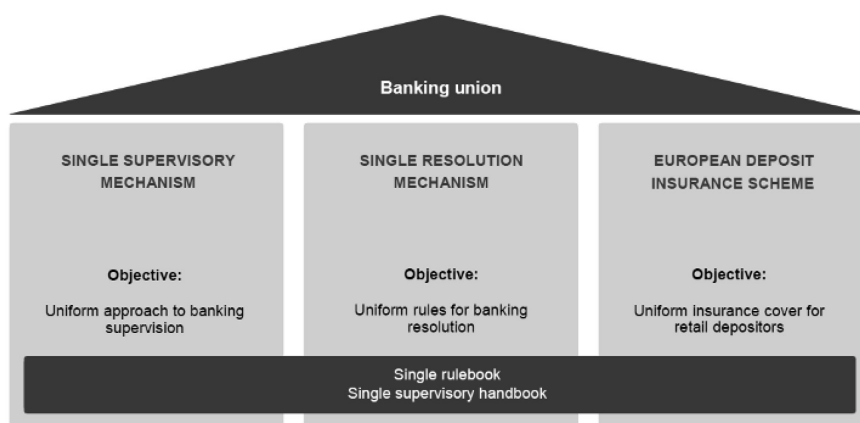 Banking union
SINGLE SUPERVISORY
MECHANISM
Objective:
Uniform approach to banking
supervision
SINGLE RESOLUTION
MECHANISM
Objective:
Uniform rules for banking
resolution
EUROPEAN DEPOSIT
INSURANCE SCHEME
Objective:
Uniform insurance cover for
retail depositors
Single rulebook
Single supervisory handbook